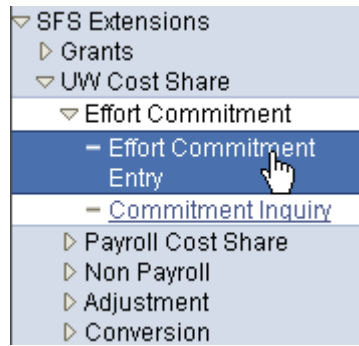 SFS Extensions
Grants
UW Cost Share
Effort Commitment
Effort Commitment
Entry
Commitment Inquiry
Payroll Cost Share
Non Payroll
Adjustment
Conversion